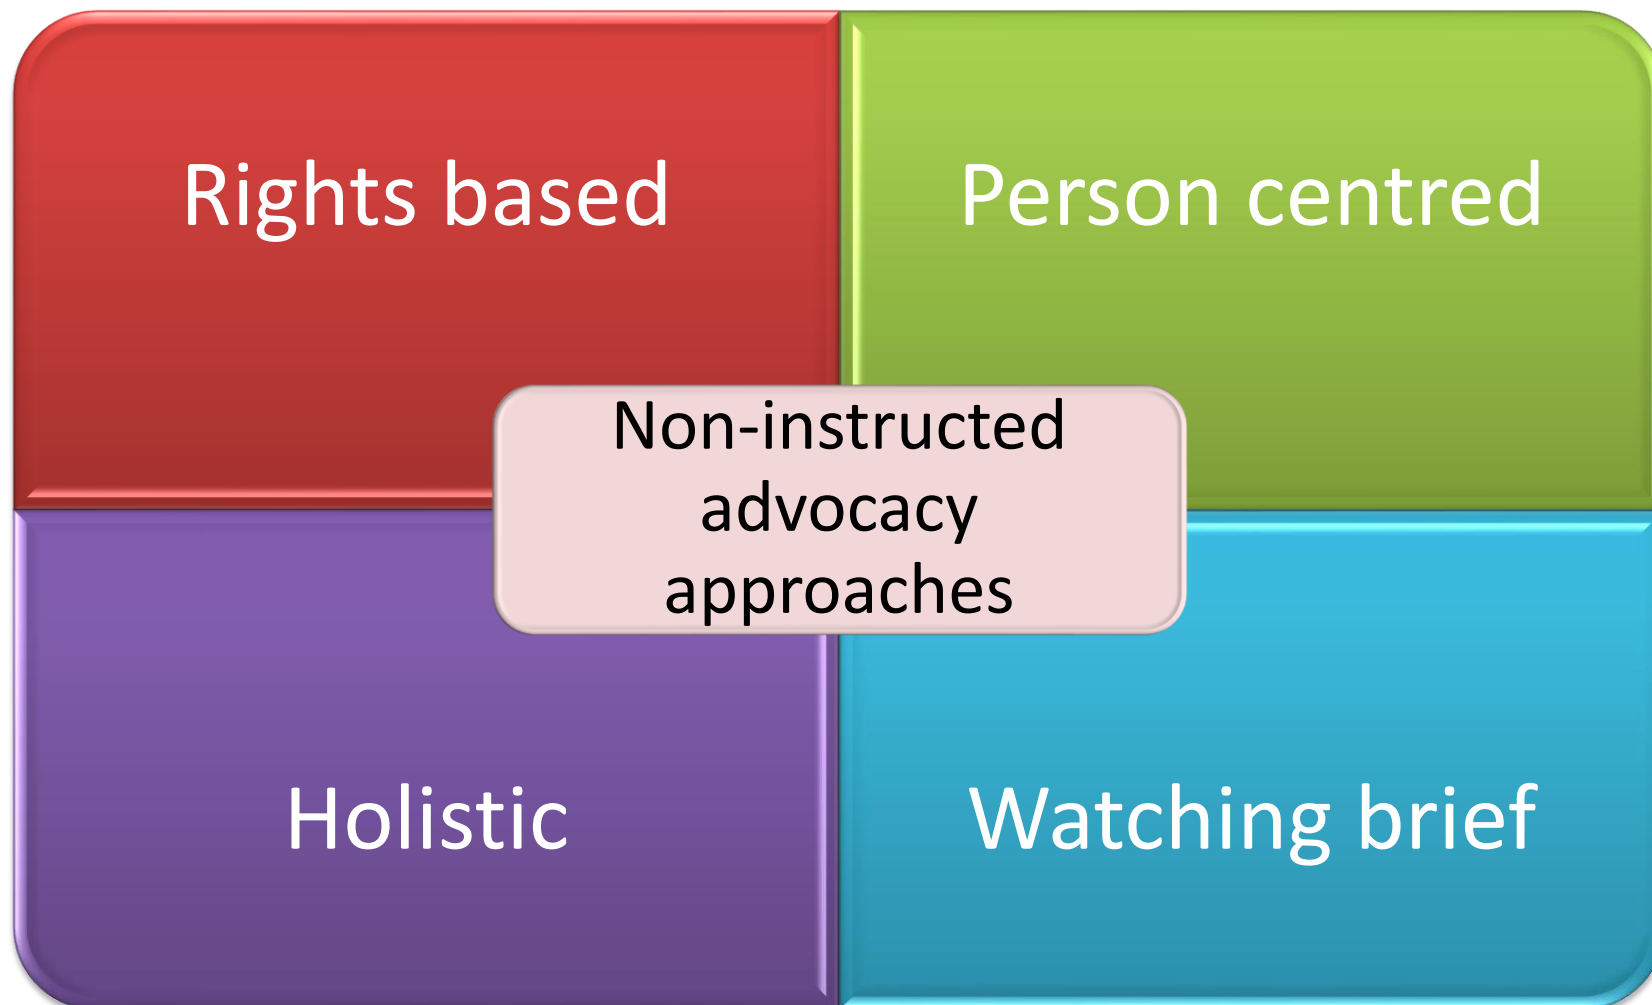 Rights based
Person centred
Non-instructed
advocacy
approaches
Holistic
Watching brief